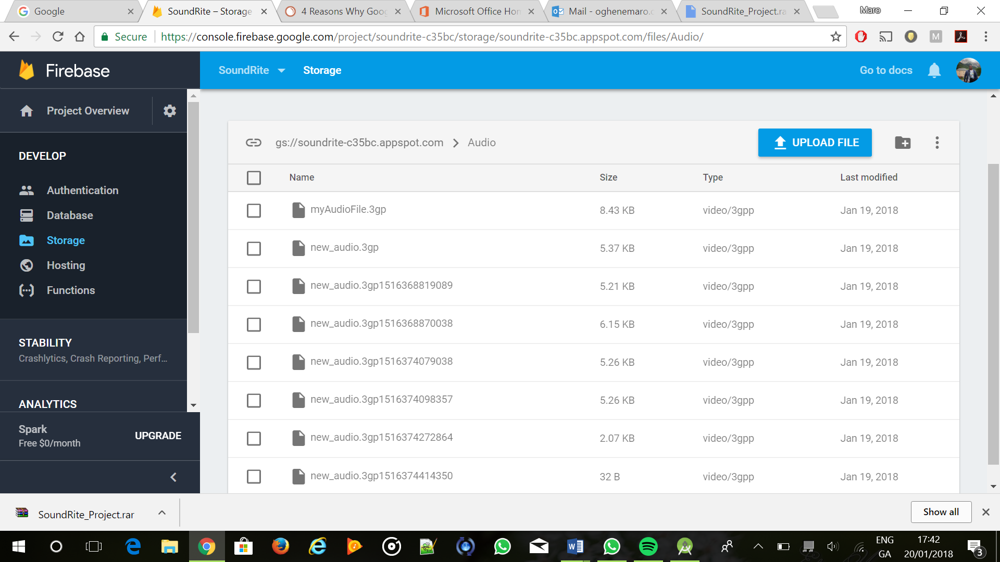 Google
SoundRite – Storage
4 Reasons Why Goog
Microsoft Office Hom
Mail - oghenemaro.o
SoundRite_Project.ra
Maro
Secure
https://console.firebase.google.com/project/soundrite-c35bc/storage/soundrite-c35bc.appspot.com/files/Audio/
M
Firebase
SoundRite
Storage
Go to docs
Project Overview
DEVELOP
Authentication
Database
Storage
Hosting
Functions
STABILITY
Crashlytics, Crash Reporting, Perf...
ANALYTICS
Spark
Free $0/month
UPGRADE
gs://soundrite-c35bc.appspot.com > Audio
UPLOAD FILE
Name Size Type Last modified
myAudioFile.3gp 8.43 KB video/3gpp Jan 19, 2018
new_audio.3gp 5.37 KB video/3gpp Jan 19, 2018
new_audio.3gp1516368819089 5.21 KB video/3gpp Jan 19, 2018
new_audio.3gp1516368870038 6.15 KB video/3gpp Jan 19, 2018
new_audio.3gp1516374079038 5.26 KB video/3gpp Jan 19, 2018
new_audio.3gp1516374098357 5.26 KB video/3gpp Jan 19, 2018
new_audio.3gp1516374272864 2.07 KB video/3gpp Jan 19, 2018
new_audio.3gp1516374414350 32 B video/3gpp Jan 19, 2018
SoundRite_Project.rar
Show all
ENG
GA
17:42
20/01/2018
3